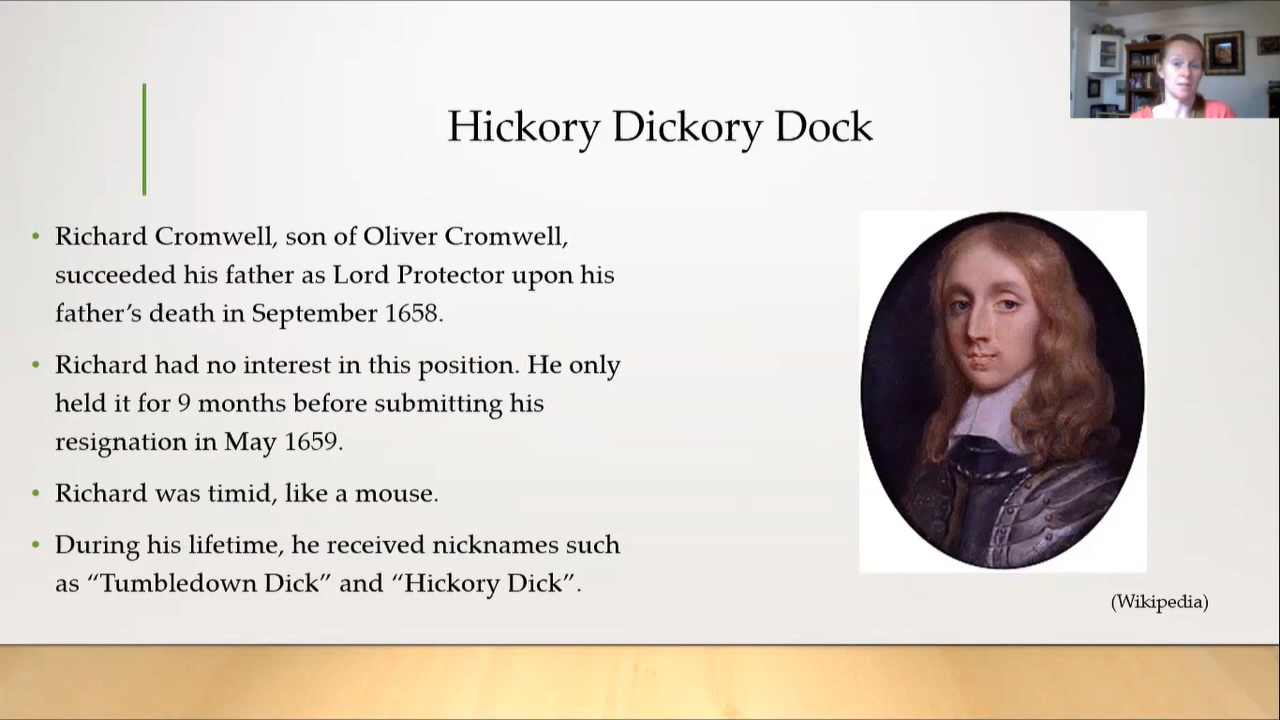 Hickory Dickory Dock
• Richard Cromwell, son of Oliver Cromwell,
succeeded his father as Lord Protector upon his
father’s death in September 1658.
• Richard had no interest in this position. He only
held it for 9 months before submitting his
resignation in May 1659.
• Richard was timid, like a mouse.
• During his lifetime, he received nicknames such
as “Tumbledown Dick” and “Hickory Dick”.
(Wikipedia)